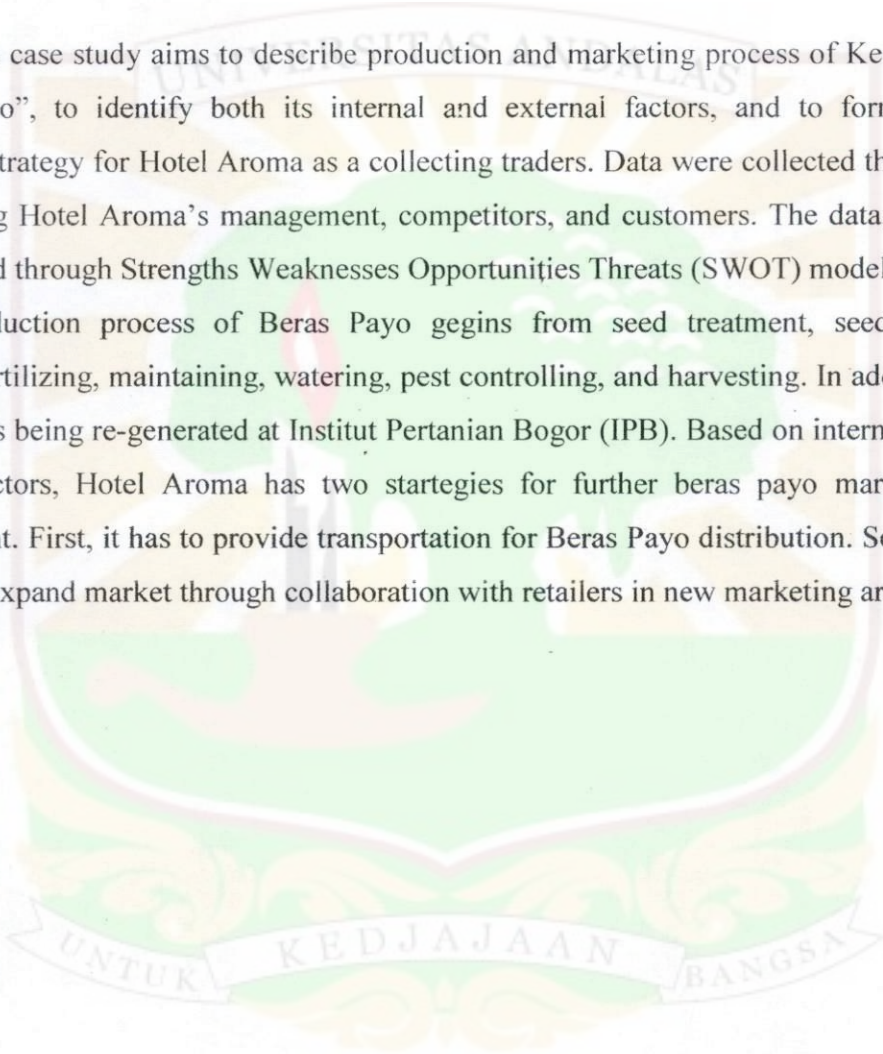 UNIVERSITAS ANDALAS
case study aims to describe production and marketing process of Ke
o”, to identify both its internal and external factors, and to for
trategy for Hotel Aroma as a collecting traders. Data were collected th
g Hotel Aroma’s management, competitors, and customers. The data
d through Strengths Weaknesses Opportunities Threats (SWOT) model
duction process of Beras Payo gegins from seed treatment, seed
rtilizing, maintaining, watering, pest controlling, and harvesting. In ad
s being re-generated at Institut Pertanian Bogor (IPB). Based on intern
ctors, Hotel Aroma has two startegies for further beras payo mar
t. First, it has to provide transportation for Beras Payo distribution. Se
xpand market through collaboration with retailers in new marketing ar
UNTUK KEDJAJAAN BANGSA